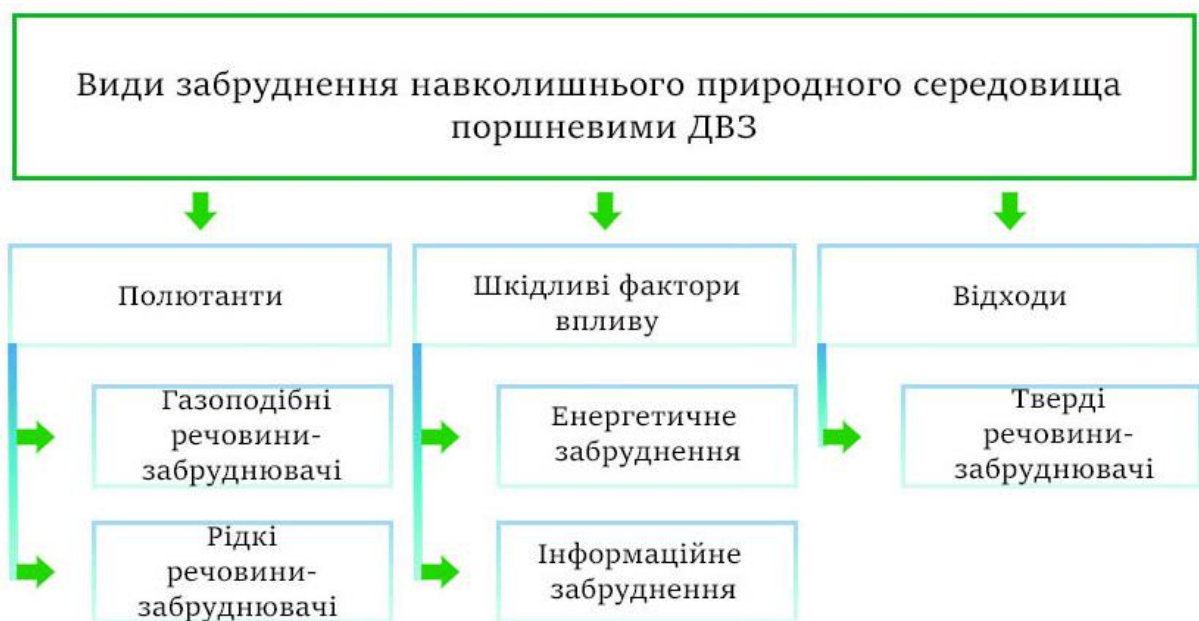 Види забруднення навколишнього природного середовища
поршневими ДВЗ
Полютанти
Шкідливі фактори
впливу
Відходи
Газоподібні
речовини-
забруднювачі
Енергетичне
забруднення
Тверді
речовини-
забруднювачі
Рідкі
речовини-
забруднювачі
Інформаційне
забруднення